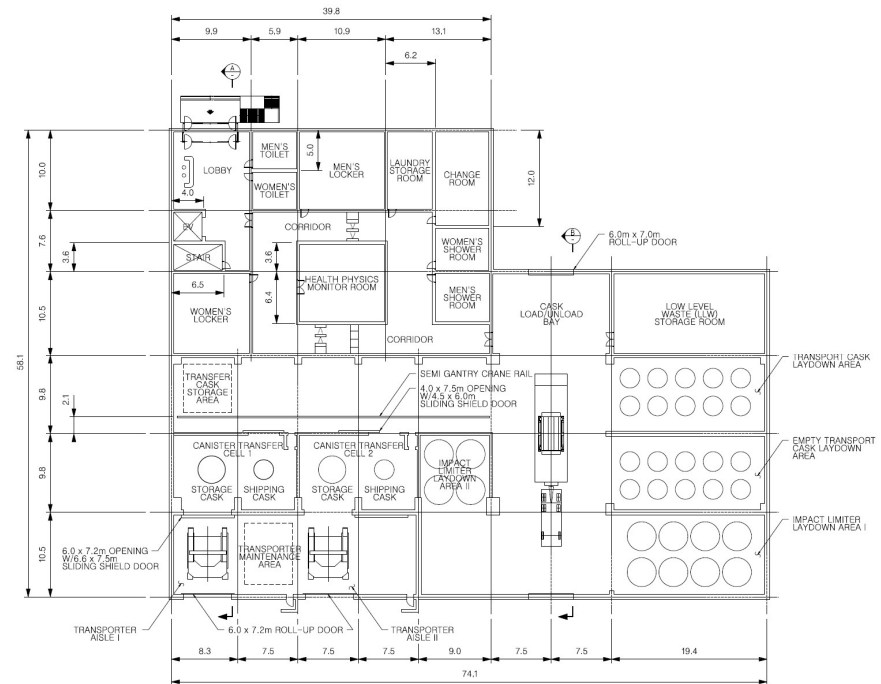 39.8
9.9
5.9
10.9
13.1
6.2
A
-
MEN'S
TOILET
WOMEN'S
TOILET
5.0
MEN'S
LOCKER
LAUNDRY
STORAGE
ROOM
CHANGE
ROOM
LOBBY
4.0
10.0
12.0
58.1
7.6
3.6
EV
STAIR
CORRIDOR
3.6
WOMEN'S
SHOWER
ROOM
B
-
6.0m x 7.0m
ROLL-UP DOOR
HEALTH PHYSICS
MONITOR ROOM
6.5
6.4
10.5
WOMEN'S
LOCKER
MEN'S
SHOWER
ROOM
CASK
LOAD/UNLOAD
BAY
LOW LEVEL
WASTE (LLW)
STORAGE ROOM
CORRIDOR
9.8
2.1
TRANSFER
CASK
STORAGE
AREA
SEMI GANTRY CRANE RAIL
4.0 x 7.5m OPENING
W/4.5 x 6.0m
SLIDING SHIELD DOOR
TRANSPORT CASK
LAYDOWN AREA
9.8
CANISTER TRANSFER
CELL 1
CANISTER TRANSFER
CELL 2
STORAGE
CASK
SHIPPING
CASK
STORAGE
CASK
SHIPPING
CASK
IMPACT
LIMITER
LAYDOWN
AREA II
EMPTY TRANSPORT
CASK LAYDOWN
AREA
IMPACT LIMITER
LAYDOWN AREA I
10.5
6.0 x 7.2m OPENING
W/6.6 x 7.5m
SLIDING SHIELD DOOR
TRANSPORTER
MAINTENANCE
AREA
TRANSPORTER
AISLE I
6.0 x 7.2m ROLL-UP DOOR
TRANSPORTER
AISLE II
8.3
7.5
7.5
7.5
9.0
7.5
7.5
19.4
74.1